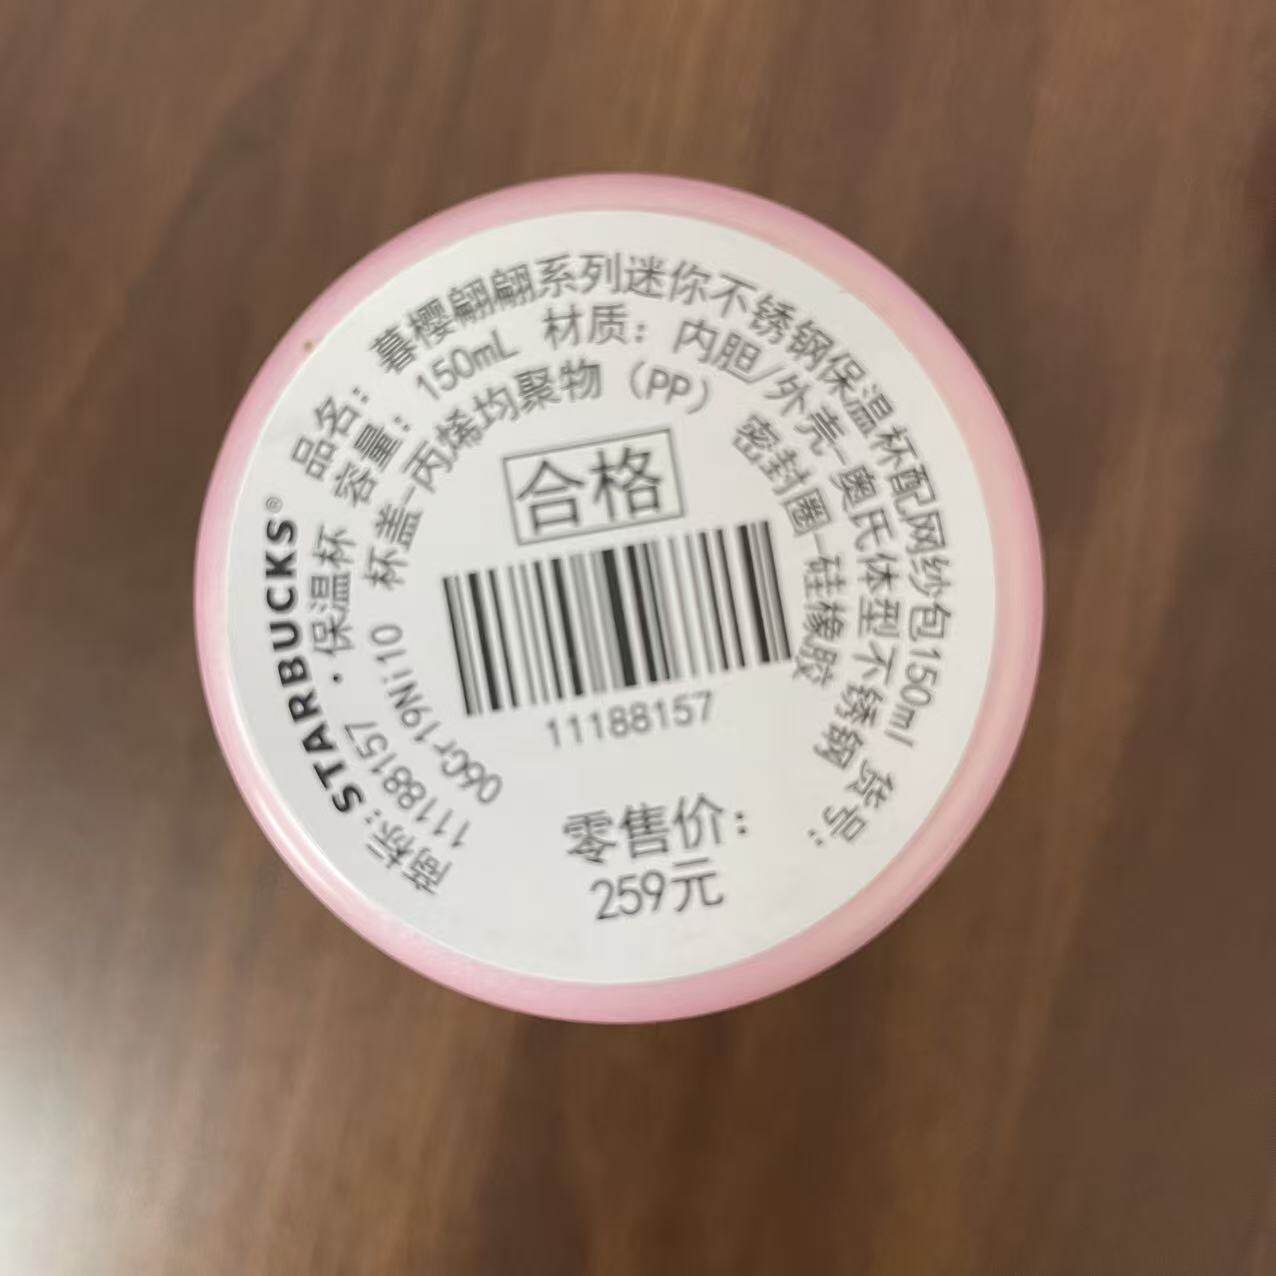 商标：STARBUCKS® 品名：暮樱翩翩系列迷你不锈钢保温杯配网纱包150ml 货号：
11188157 ·保温杯 容量：150mL 材质：内胆/外壳-奥氏体型不锈钢
06Cr19Ni10 杯盖-丙烯均聚物（PP） 密封圈-硅橡胶
合格
11188157
零售价：
259元